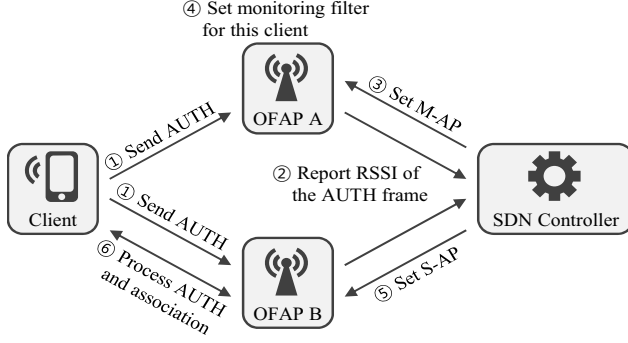 ④ Set monitoring filter
for this client
OFAP A
① Send AUTH
③ Set M-AP
② Report RSSI of
the AUTH frame
Client
SDN Controller
① Send AUTH
⑥ Process AUTH
and association
OFAP B
⑤ Set S-AP